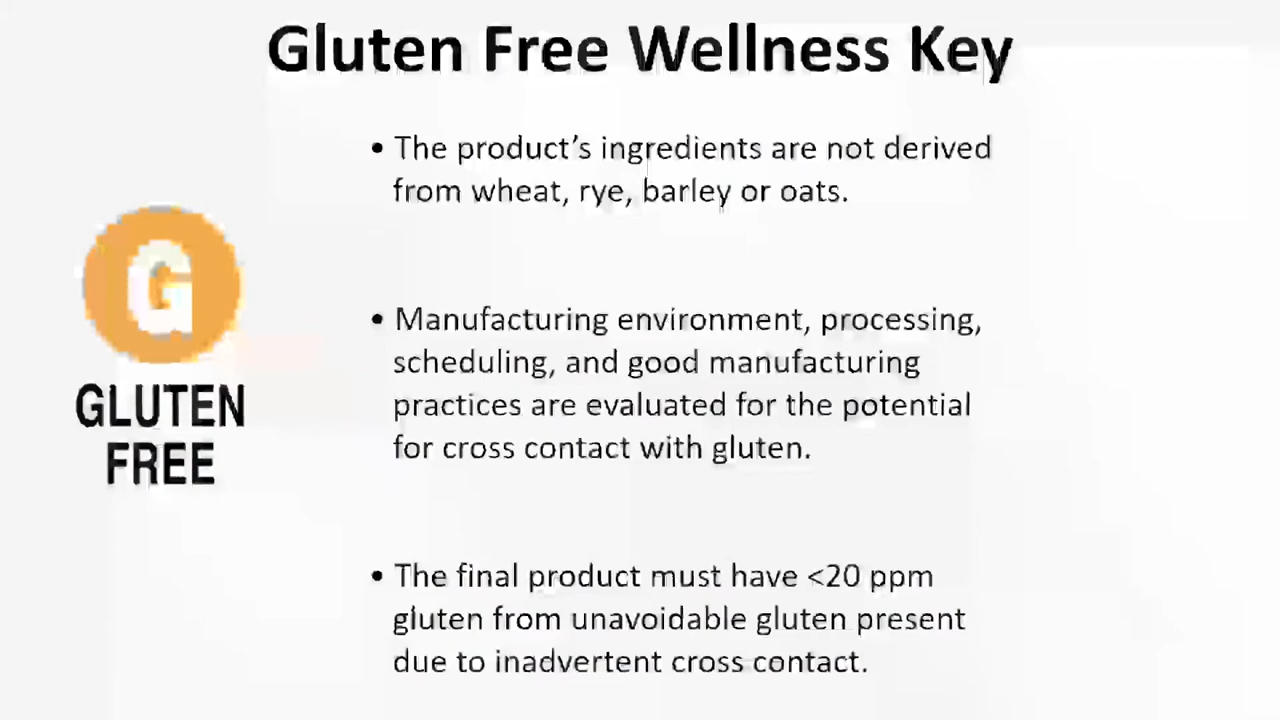 Gluten Free Wellness Key
• The product's ingredients are not derived
from wheat, rye, barley or oats.
G
GLUTEN
FREE
• Manufacturing environment, processing,
scheduling, and good manufacturing
practices are evaluated for the potential
for cross contact with gluten.
• The final product must have <20 ppm
gluten from unavoidable gluten present
due to inadvertent cross contact.